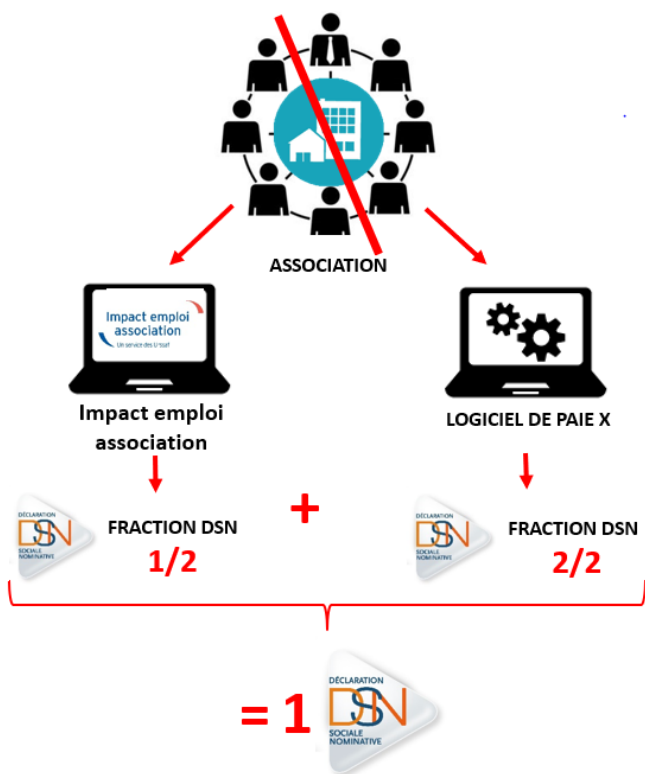 ASSOCIATION
Impact emploi
association
Un service des Urssaf
Impact emploi
association
LOGICIEL DE PAIE X
DÉCLARATION
DSN
SOCIALE
NOMINATIVE
FRACTION DSN
1/2
+
DÉCLARATION
DSN
SOCIALE
NOMINATIVE
FRACTION DSN
2/2
= 1
DÉCLARATION
DSN
SOCIALE
NOMINATIVE